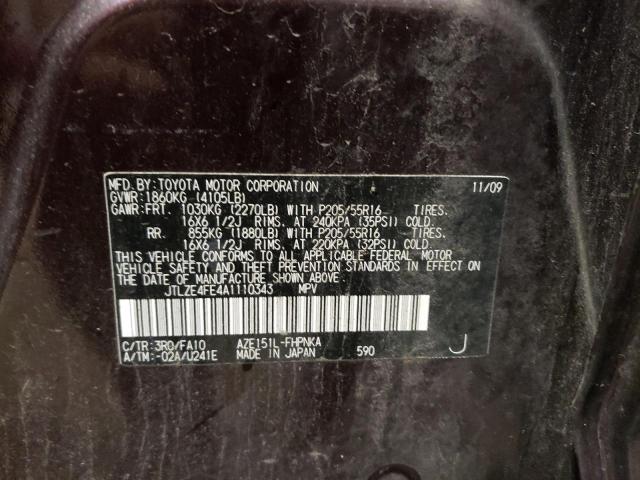 MFD.BY:TOYOTA MOTOR CORPORATION 11/09
GVWR:1860KG (4105LB)
GAWR:FRT. 1030KG (2270LB) WITH P205/55R16 TIRES.
16X6 1/2J RIMS, AT 240KPA (35PSI) COLD.
RR. 855KG (1880LB) WITH P205/55R16 TIRES.
16X6 1/2J RIMS, AT 220KPA (32PSI) COLD.
THIS VEHICLE CONFORMS TO ALL APPLICABLE FEDERAL MOTOR
VEHICLE SAFETY AND THEFT PREVENTION STANDARDS IN EFFECT ON
THE DATE OF MANUFACTURE SHOWN ABOVE.
JTLZE4FE4A1110343 MPV
C/TR:3R0/FA10 AZE151L-FHPNKA
A/TM:-02A/U241E MADE IN JAPAN 590 J